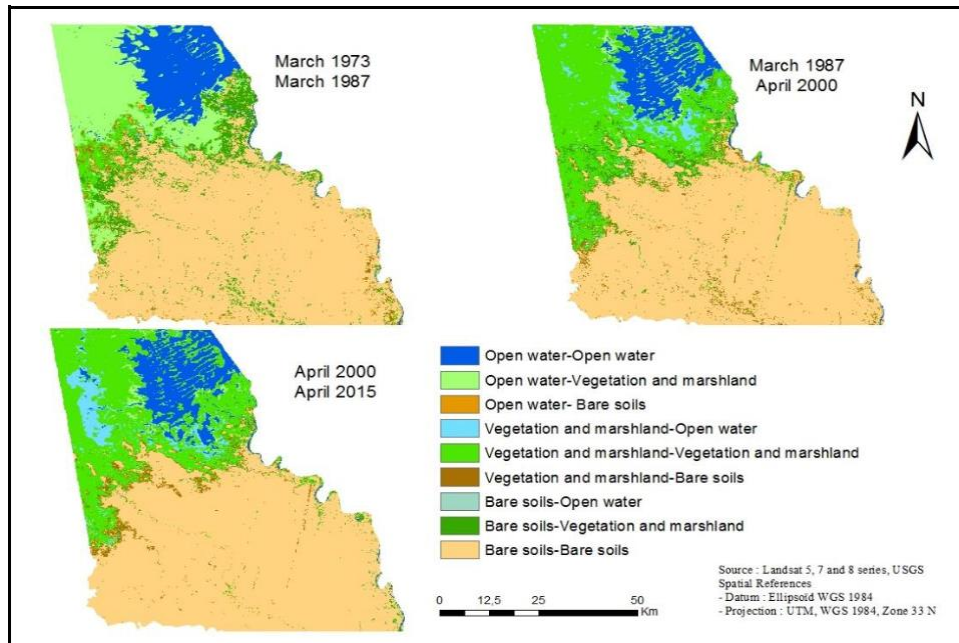 March 1973
March 1987
March 1987
April 2000
N
April 2000
April 2015
Open water-Open water
Open water-Vegetation and marshland
Open water- Bare soils
Vegetation and marshland-Open water
Vegetation and marshland-Vegetation and marshland
Vegetation and marshland-Bare soils
Bare soils-Open water
Bare soils-Vegetation and marshland
Bare soils-Bare soils
Source : Landsat 5, 7 and 8 series, USGS
Spatial References
- Datum : Ellipsoid WGS 1984
- Projection : UTM, WGS 1984, Zone 33 N
0 12,5 25 50
Km